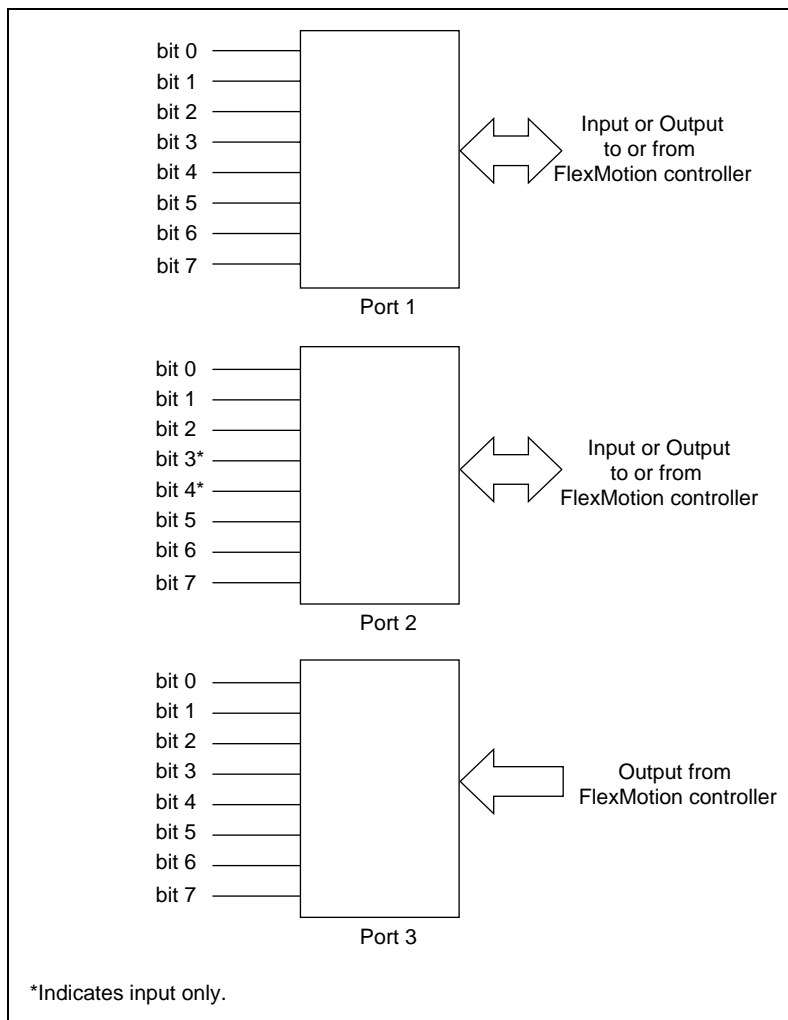 bit 0
bit 1
bit 2
bit 3
bit 4
bit 5
bit 6
bit 7
Input or Output
to or from
FlexMotion controller
Port 1
bit 0
bit 1
bit 2
bit 3*
bit 4*
bit 5
bit 6
bit 7
Input or Output
to or from
FlexMotion controller
Port 2
bit 0
bit 1
bit 2
bit 3
bit 4
bit 5
bit 6
bit 7
Output from
FlexMotion controller
Port 3
*Indicates input only.